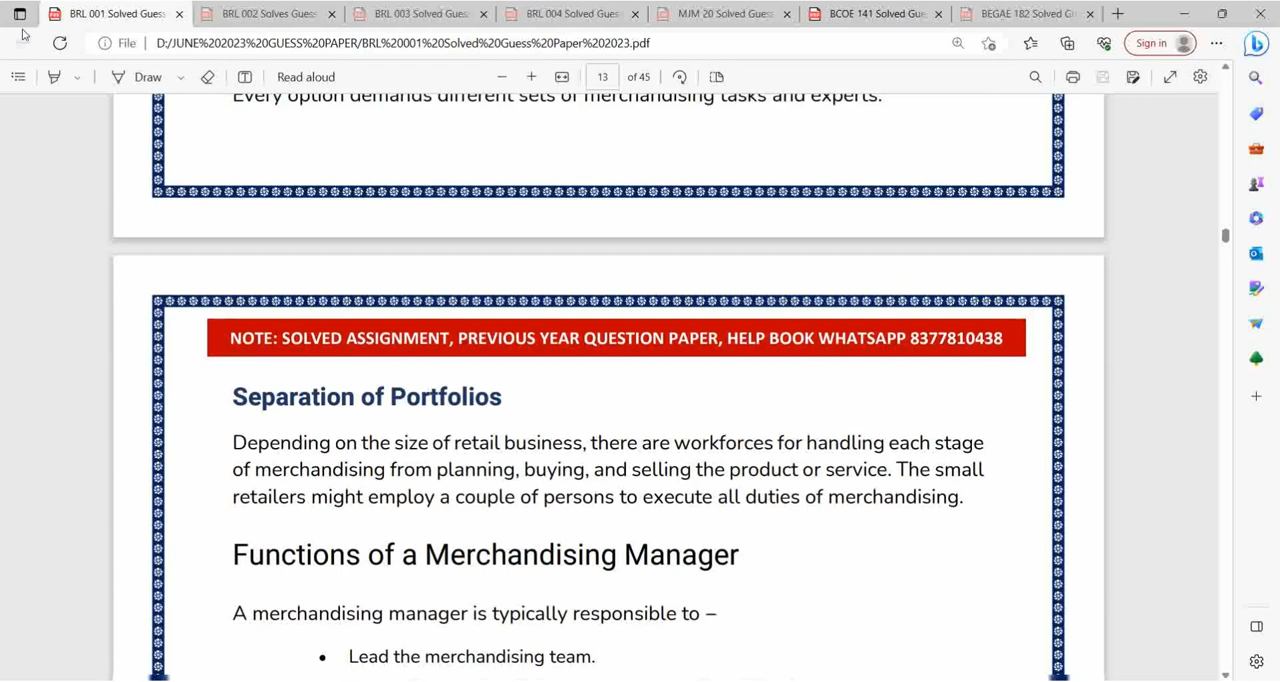 BRL 001 Solved Guess
BRL 002 Solves Guess
BRL 003 Solved Guess
BRL 004 Solved Guess
MJM 20 Solved Guess
BCOE 141 Solved Gu
BEGAE 182 Solved G
File
D:/JUNE%202023%20GUESS%20PAPER/BRL%20001%20Solved%20Guess%20Paper%202023.pdf
Sign in
Draw
Read aloud
13 of 45
Every option demands different sets of merchandising tasks and experts.
NOTE: SOLVED ASSIGNMENT, PREVIOUS YEAR QUESTION PAPER, HELP BOOK WHATSAPP 8377810438
Separation of Portfolios
Depending on the size of retail business, there are workforces for handling each stage
of merchandising from planning, buying, and selling the product or service. The small
retailers might employ a couple of persons to execute all duties of merchandising.
Functions of a Merchandising Manager
A merchandising manager is typically responsible to –
• Lead the merchandising team.